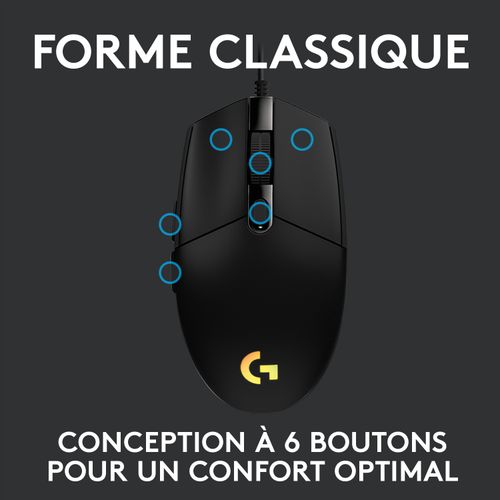 FORME CLASSIQUE
CONCEPTION À 6 BOUTONS
POUR UN CONFORT OPTIMAL